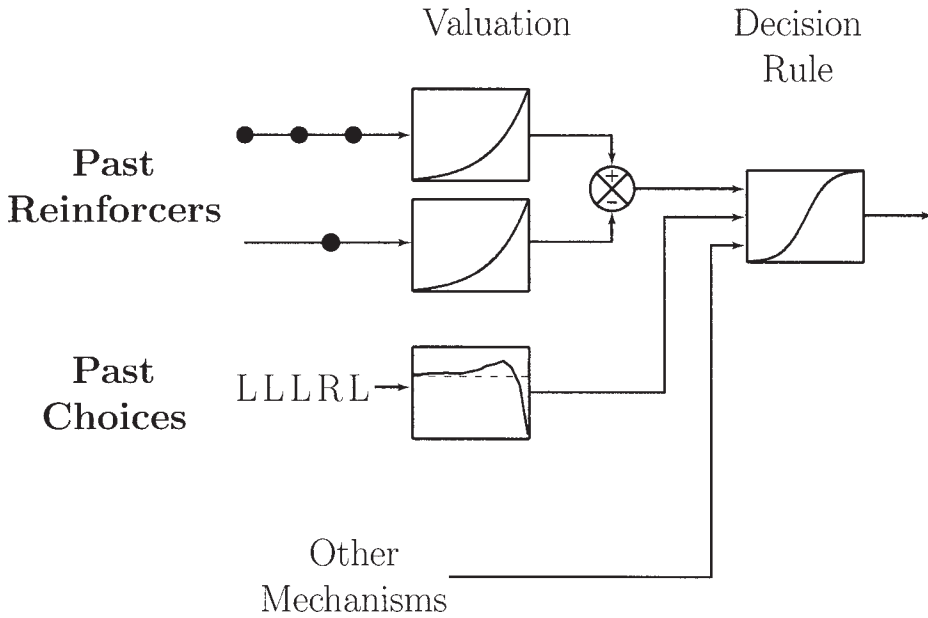 Valuation
Decision
Rule
Past
Reinforcers
+
-
Past
Choices
LLLRL
Other
Mechanisms